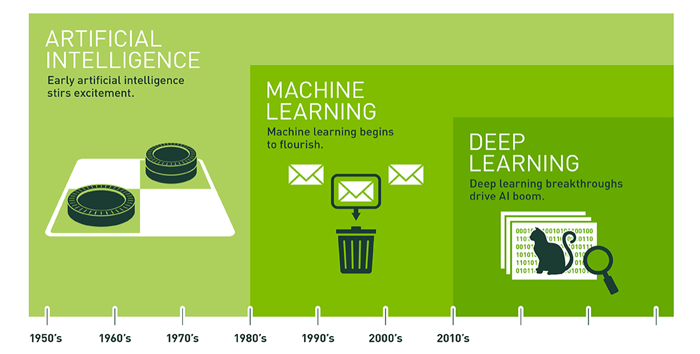 ARTIFICIAL
INTELLIGENCE
Early artificial intelligence
stirs excitement.
MACHINE
LEARNING
Machine learning begins
to flourish.
DEEP
LEARNING
Deep learning breakthroughs
drive AI boom.
1950's 1960's 1970's 1980's 1990's 2000's 2010's